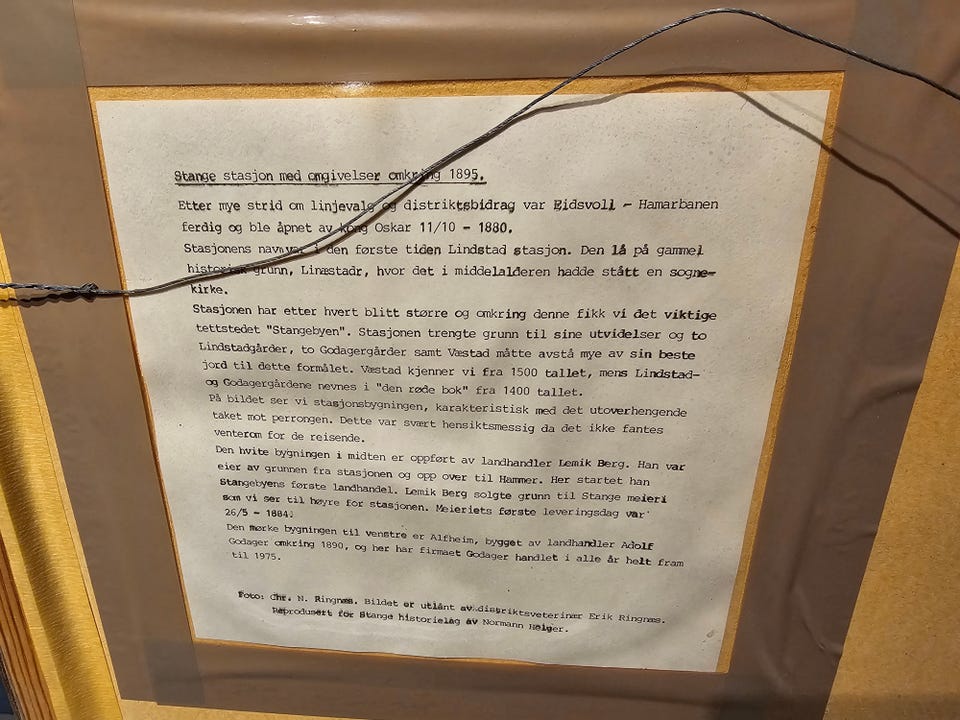 Stange stasjon med omgivelser omkring 1895.
Etter mye strid om linjevalg og distriktsbidrag var Eidsvoll - Hamarbanen
ferdig og ble åpnet av kong Oskar 11/10 - 1880.
Stasjonens navn var i den første tiden Lindstad stasjon. Den lå på gammel
historisk grunn, Linæstadr, hvor det i middelalderen hadde stått en sogne-
kirke.
Stasjonen har etter hvert blitt større og omkring denne fikk vi det viktige
tettstedet "Stangebyen". Stasjonen trengte grunn til sine utvidelser og to
Lindstadgårder, to Godagergårder samt Væstad måtte avstå mye av sin beste
jord til dette formålet. Væstad kjenner vi fra 1500 tallet, mens Lindstad-
og Godagergårdene nevnes i "den røde bok" fra 1400 tallet.
På bildet ser vi stasjonsbygningen, karakteristisk med det utoverhengende
taket mot perrongen. Dette var svært hensiktsmessig da det ikke fantes
venterom for de reisende.
Den hvite bygningen i midten er oppført av landhandler Lemik Berg. Han var
eier av grunnen fra stasjonen og opp over til Hammer. Her startet han
Stangebyens første landhandel. Lemik Berg solgte grunn til Stange meieri
som vi ser til høyre for stasjonen. Meieriets første leveringsdag var
26/5 - 1884.
Den mørke bygningen til venstre er Alfheim, bygget av landhandler Adolf
Godager omkring 1890, og her har firmaet Godager handlet i alle år helt fram
til 1975.
Foto: Chr. N. Ringnæs. Bildet er utlånt av distriktsveterinær Erik Ringnæs.
Reprodusert for Stange historielag av Normann Heiger.